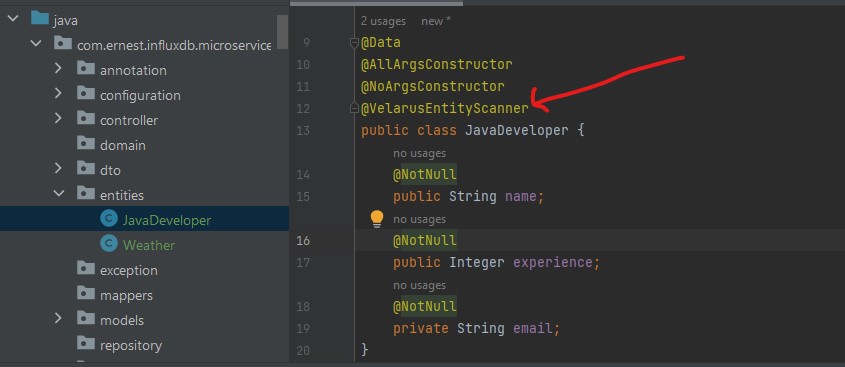 java
com.ernest.influxdb.microservice
annotation
configuration
controller
domain
dto
entities
JavaDeveloper
Weather
exception
mappers
models
repository
2 usages new *
9 @Data
10 @AllArgsConstructor
11 @NoArgsConstructor
12 @VelarusEntityScanner
13 public class JavaDeveloper {
no usages
14 @NotNull
15 public String name;
no usages
16 @NotNull
17 public Integer experience;
no usages
18 @NotNull
19 private String email;
20 }